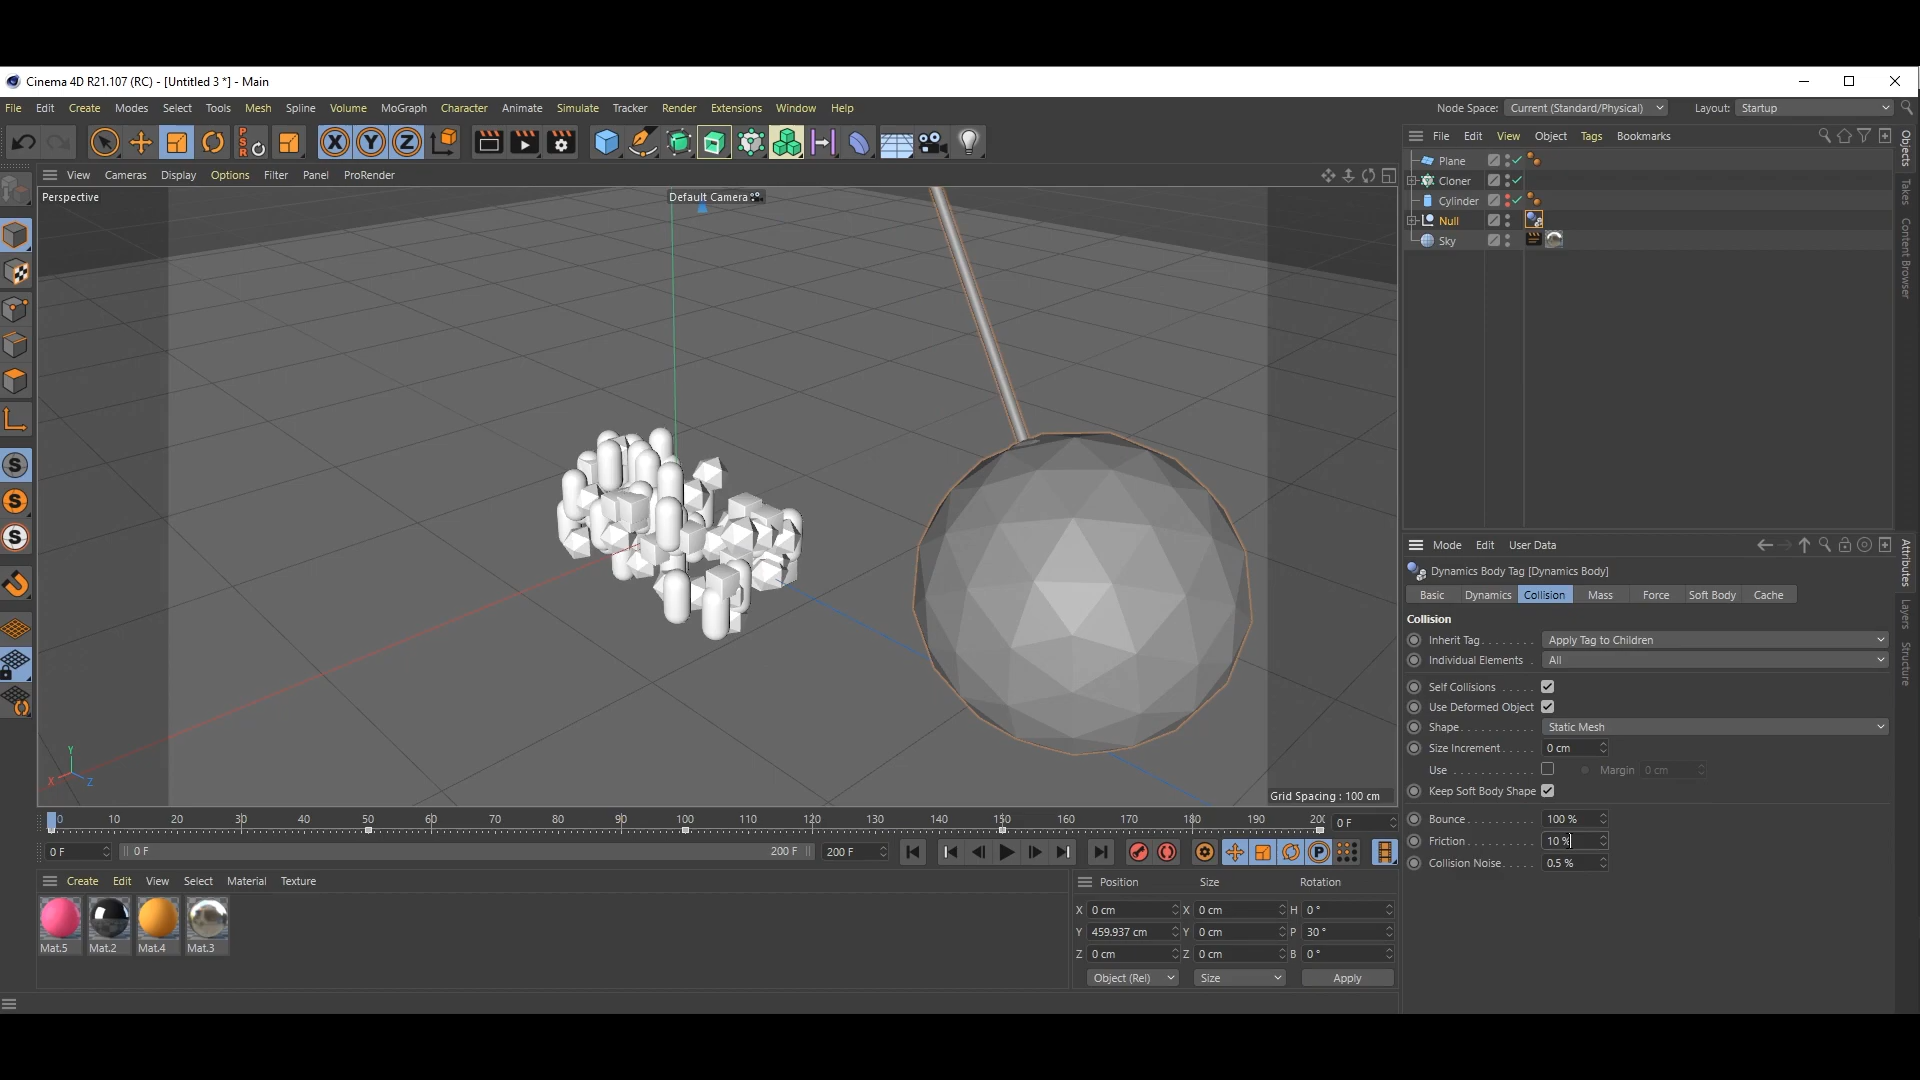 Cinema 4D R21.107 (RC) - [Untitled 3 *] - Main
File Edit Create Modes Select Tools Mesh Spline Volume MoGraph Character Animate Simulate Tracker Render Extensions Window Help
Node Space: Current (Standard/Physical) Layout: Startup
X Y Z
PSR
File Edit View Object Tags Bookmarks
Plane
Cloner
Cylinder
Null
Sky
Objects
Takes
Content Browser
View Cameras Display Options Filter Panel ProRender
Perspective
Default Camera
Y
X Z
Grid Spacing : 100 cm
S
S
S
Mode Edit User Data
Dynamics Body Tag [Dynamics Body]
Basic Dynamics Collision Mass Force Soft Body Cache
Collision
Inherit Tag Apply Tag to Children
Individual Elements All
Self Collisions
Use Deformed Object
Shape Static Mesh
Size Increment 0 cm
Use Margin 0 cm
Keep Soft Body Shape
Bounce 100 %
Friction 10 %
Collision Noise 0.5 %
Attributes
Layers
Structure
0 10 20 30 40 50 60 70 80 90 100 110 120 130 140 150 160 170 180 190 200 0 F
0 F 0 F 200 F 200 F
P
Create Edit View Select Material Texture
Mat.5 Mat.2 Mat.4 Mat.3
Position Size Rotation
X 0 cm X 0 cm H 0 °
Y 459.937 cm Y 0 cm P 30 °
Z 0 cm Z 0 cm B 0 °
Object (Rel) Size Apply